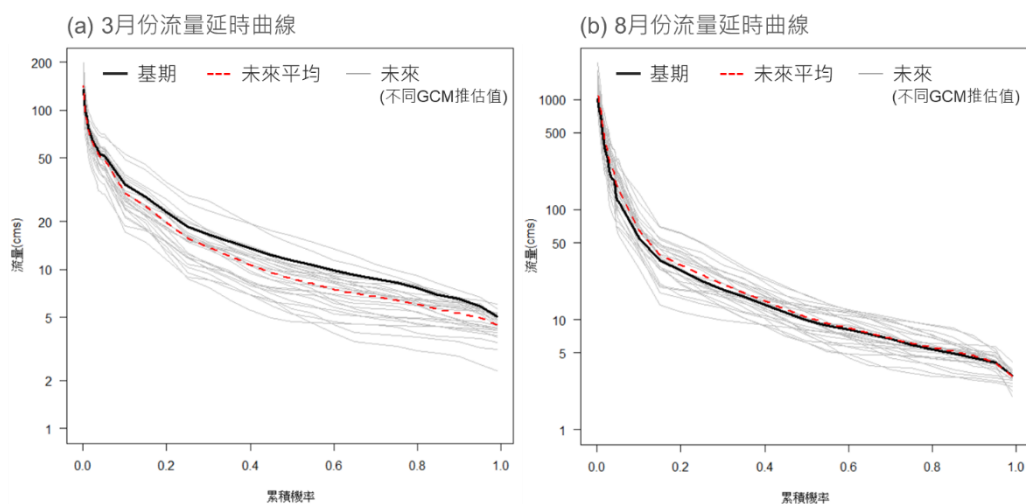 (a) 3月份流量延時曲線
200
100
50
20
10
5
2
1
流量(cms)
基期
未來平均
未來
(不同GCM推估值)
0.0 0.2 0.4 0.6 0.8 1.0
累積機率
(b) 8月份流量延時曲線
1000
500
100
50
10
5
1
流量(cms)
基期
未來平均
未來
(不同GCM推估值)
0.0 0.2 0.4 0.6 0.8 1.0
累積機率